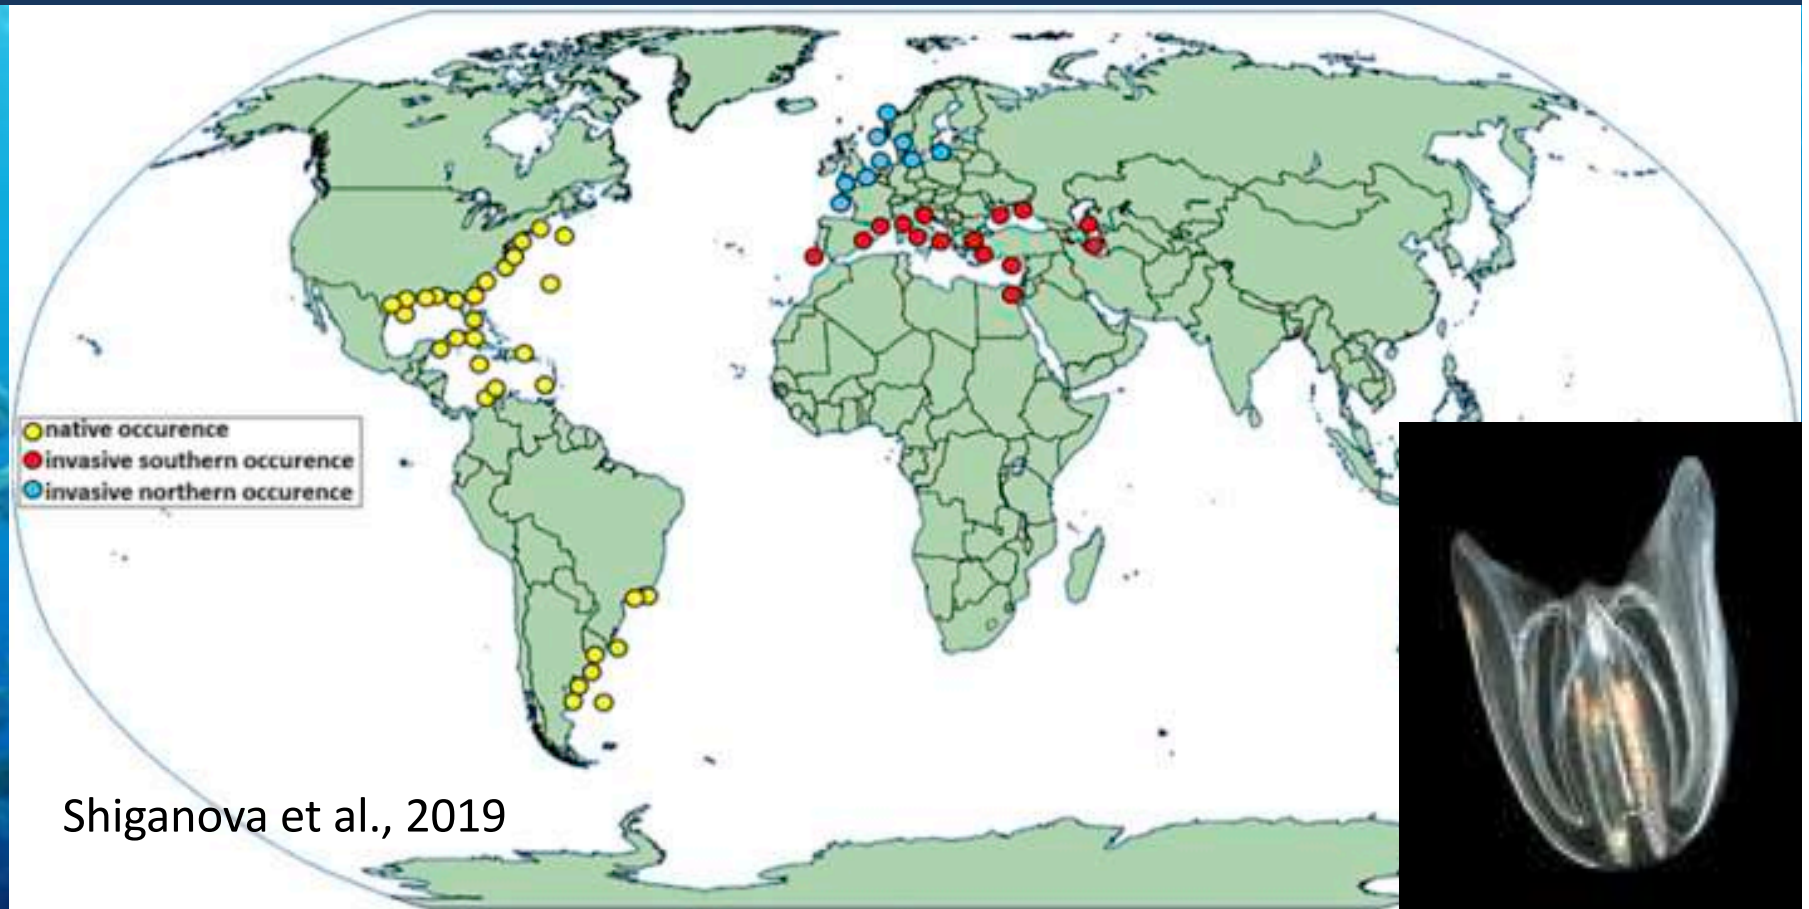 native occurence
invasive southern occurence
invasive northern occurence
Shiganova et al., 2019